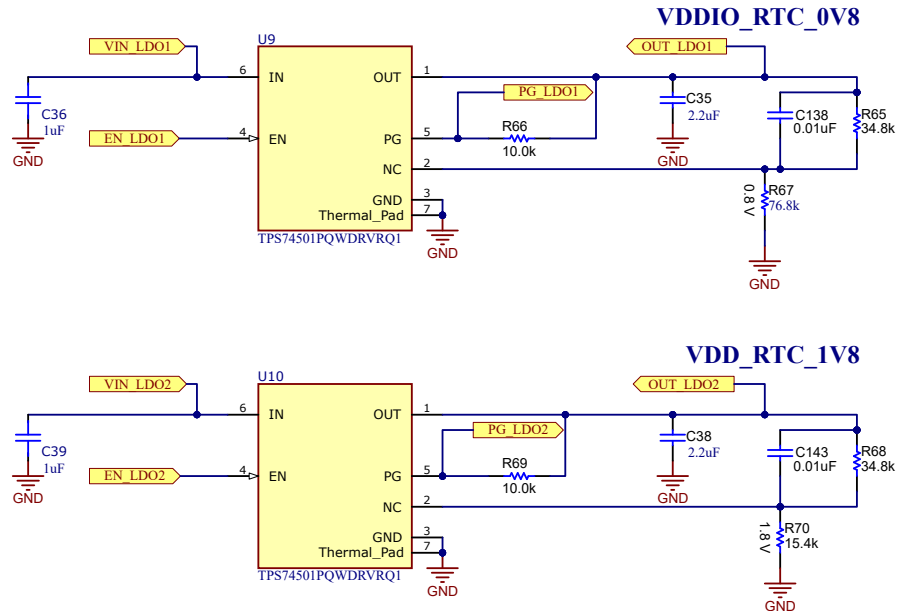 VDDIO_RTC_0V8
VIN_LDO1
U9
OUT_LDO1
6
IN
OUT
1
PG_LDO1
C36
1uF
C35
2.2uF
C138
0.01uF
R65
34.8k
EN_LDO1
4
EN
PG
5
R66
10.0k
GND
GND
NC
2
0.8 V
R67
76.8k
GND
3
Thermal_Pad
7
TPS74501PQWDRVRQ1
GND
GND
VDD_RTC_1V8
VIN_LDO2
U10
OUT_LDO2
6
IN
OUT
1
PG_LDO2
C39
1uF
C38
2.2uF
C143
0.01uF
R68
34.8k
EN_LDO2
4
EN
PG
5
R69
10.0k
GND
GND
NC
2
1.8 V
R70
15.4k
GND
3
Thermal_Pad
7
TPS74501PQWDRVRQ1
GND
GND